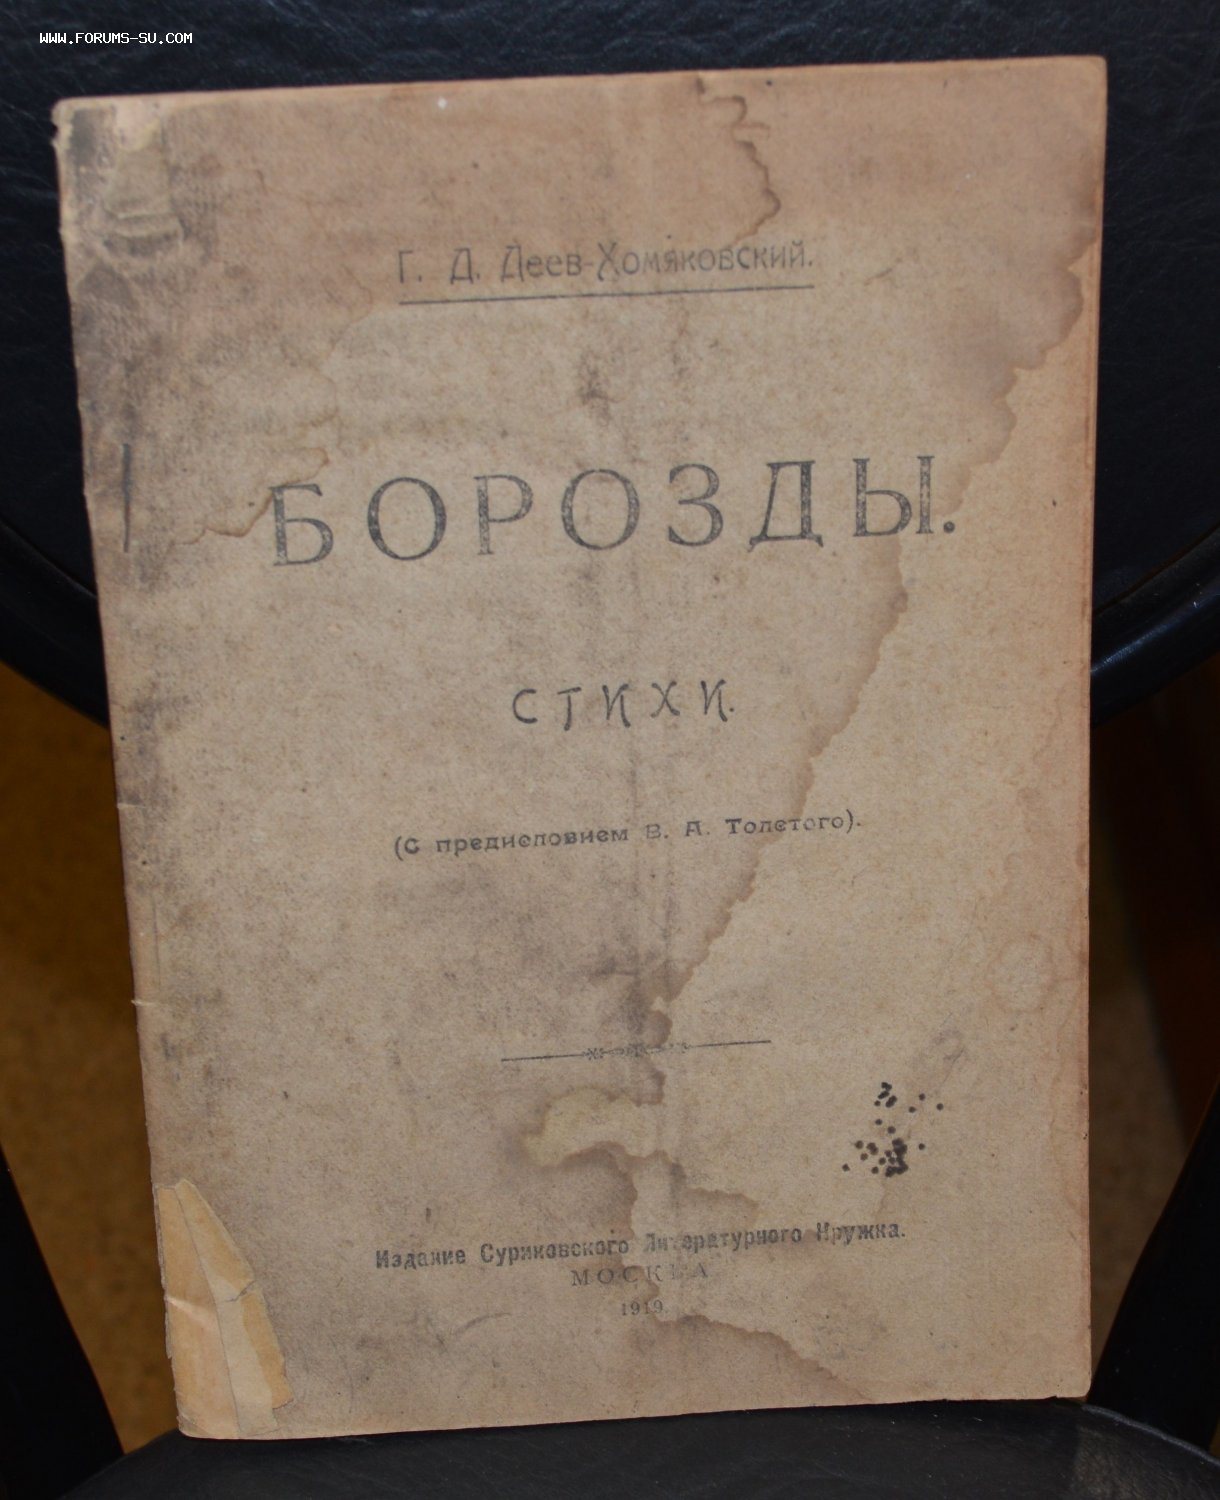 WWW.FORUMS-SU.COM
Г. Д. Деев-Хомяковский.
БОРОЗДЫ.
СТИХИ.
(С предисловием В. А. Толстого).
Издание Суриковского Литературного Кружка.
МОСКВА
1919